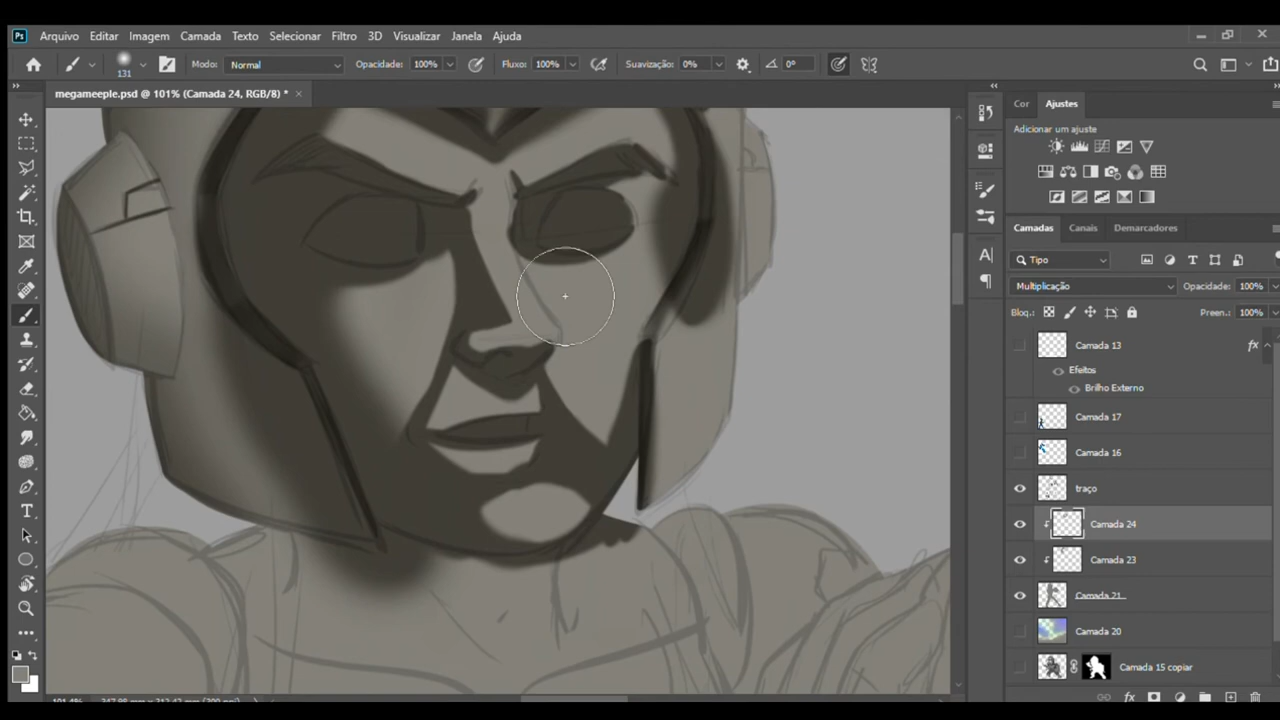 Ps Arquivo Editar Imagem Camada Texto Selecionar Filtro 3D Visualizar Janela Ajuda
131 Modo: Normal Opacidade: 100% Fluxo: 100% Suavização: 0% 0°
megameeple.psd @ 101% (Camada 24, RGB/8) *
Cor Ajustes
Adicionar um ajuste
Camadas Canais Demarcadores
Tipo
Multiplicação Opacidade: 100%
Bloq.: Preen.: 100%
Camada 13 fx
Efeitos
Brilho Externo
Camada 17
Camada 16
traço
Camada 24
Camada 23
Camada 21
Camada 20
Camada 15 copiar
fx